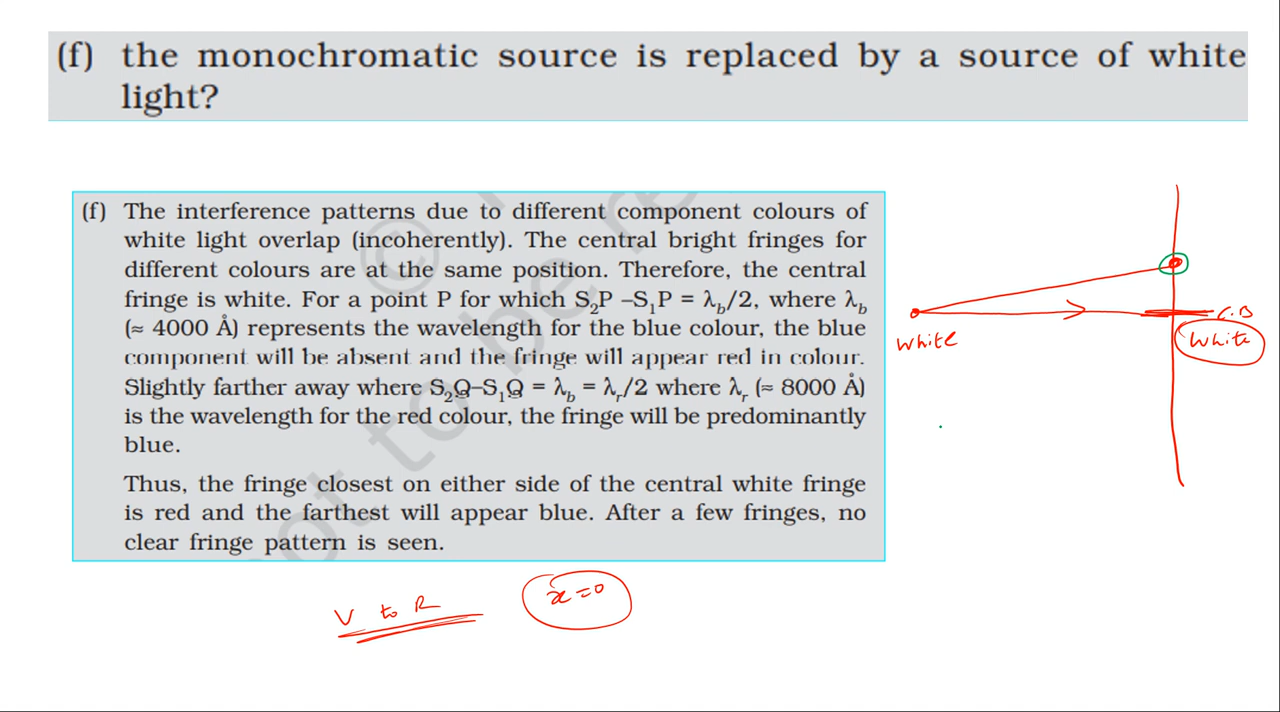 (f) the monochromatic source is replaced by a source of white
light?
(f) The interference patterns due to different component colours of
white light overlap (incoherently). The central bright fringes for
different colours are at the same position. Therefore, the central
fringe is white. For a point P for which S₂P –S₁P = λ_b/2, where λ_b
(≈ 4000 Å) represents the wavelength for the blue colour, the blue
component will be absent and the fringe will appear red in colour.
Slightly farther away where S₂Q–S₁Q = λ_b = λ_r/2 where λ_r (≈ 8000 Å)
is the wavelength for the red colour, the fringe will be predominantly
blue.
Thus, the fringe closest on either side of the central white fringe
is red and the farthest will appear blue. After a few fringes, no
clear fringe pattern is seen.
C.B
White
White
V to R
x=0